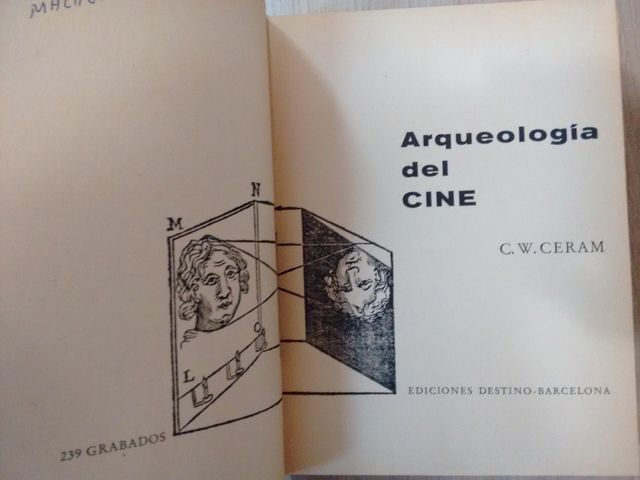 M
N
L
239 GRABADOS
Arqueología
del
CINE
C. W. CERAM
EDICIONES DESTINO-BARCELONA